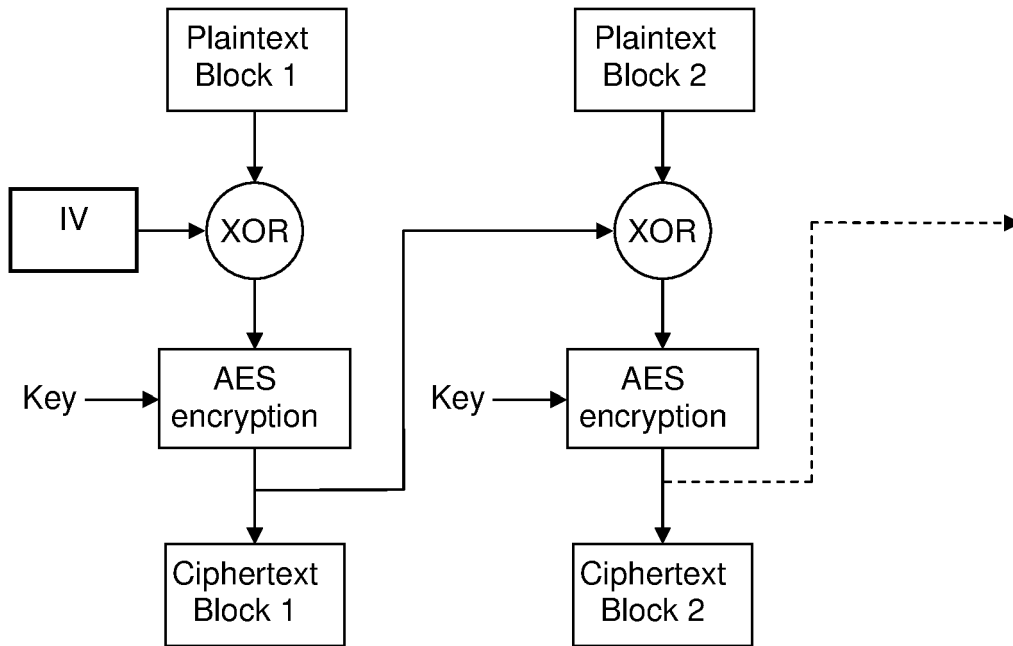 Plaintext
Block 1
Plaintext
Block 2
IV
XOR
XOR
Key
AES
encryption
Key
AES
encryption
Ciphertext
Block 1
Ciphertext
Block 2